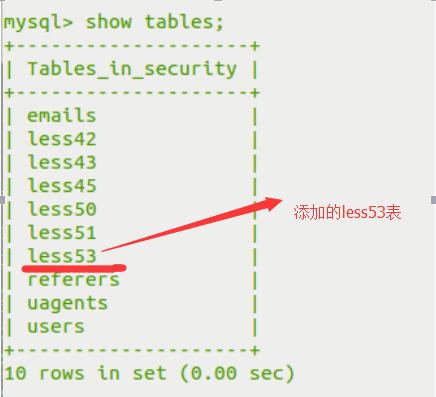 mysql> show tables;
+--------------------+
| Tables_in_security |
+--------------------+
| emails             |
| less42             |
| less43             |
| less45             |
| less50             |
| less51             |
| less53             |
添加的less53表
| referers           |
| uagents            |
| users              |
+--------------------+
10 rows in set (0.00 sec)